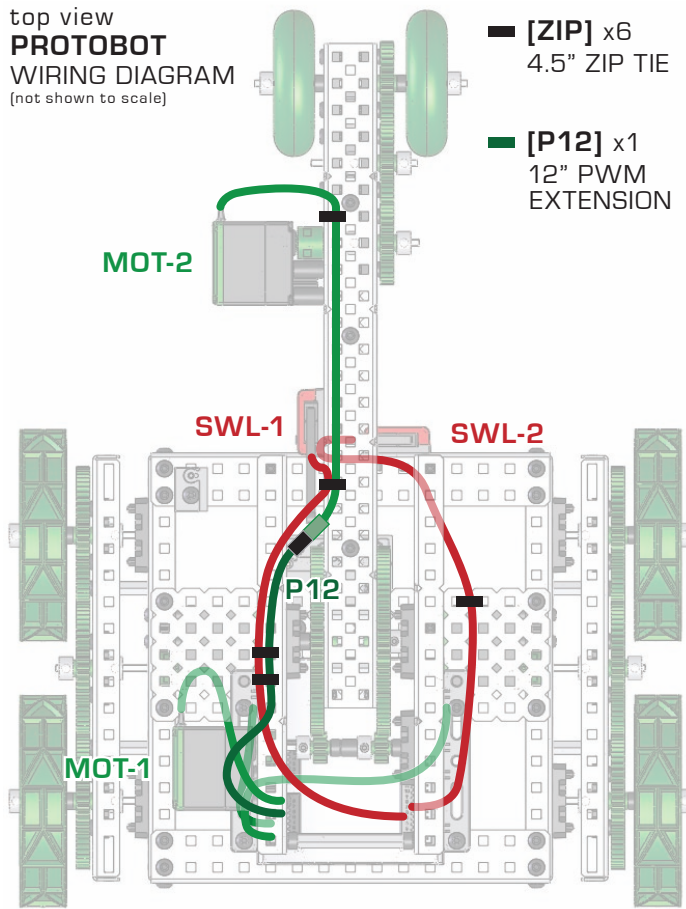 top view
PROTOBOT
WIRING DIAGRAM
(not shown to scale)
[ZIP] x6
4.5” ZIP TIE
[P12] x1
12” PWM
EXTENSION
MOT-2
SWL-1
SWL-2
P12
MOT-1